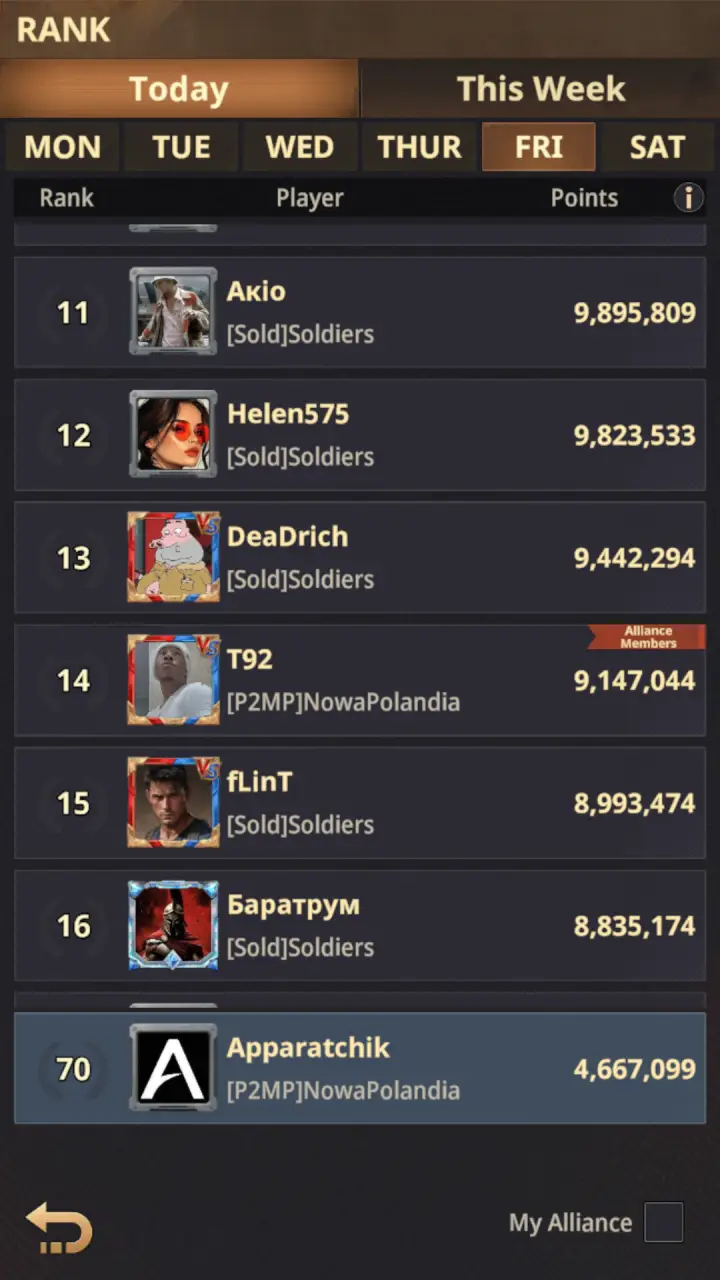 RANK
Today
This Week
MON
TUE
WED
THUR
FRI
SAT
Rank
Player
Points
i
11
Акіо
[Sold]Soldiers
9,895,809
12
Helen575
[Sold]Soldiers
9,823,533
VS
13
DeaDrich
[Sold]Soldiers
9,442,294
Alliance
Members
VS
14
T92
[P2MP]NowaPolandia
9,147,044
VS
15
fLinT
[Sold]Soldiers
8,993,474
16
Баратрум
[Sold]Soldiers
8,835,174
70
Apparatchik
[P2MP]NowaPolandia
4,667,099
My Alliance